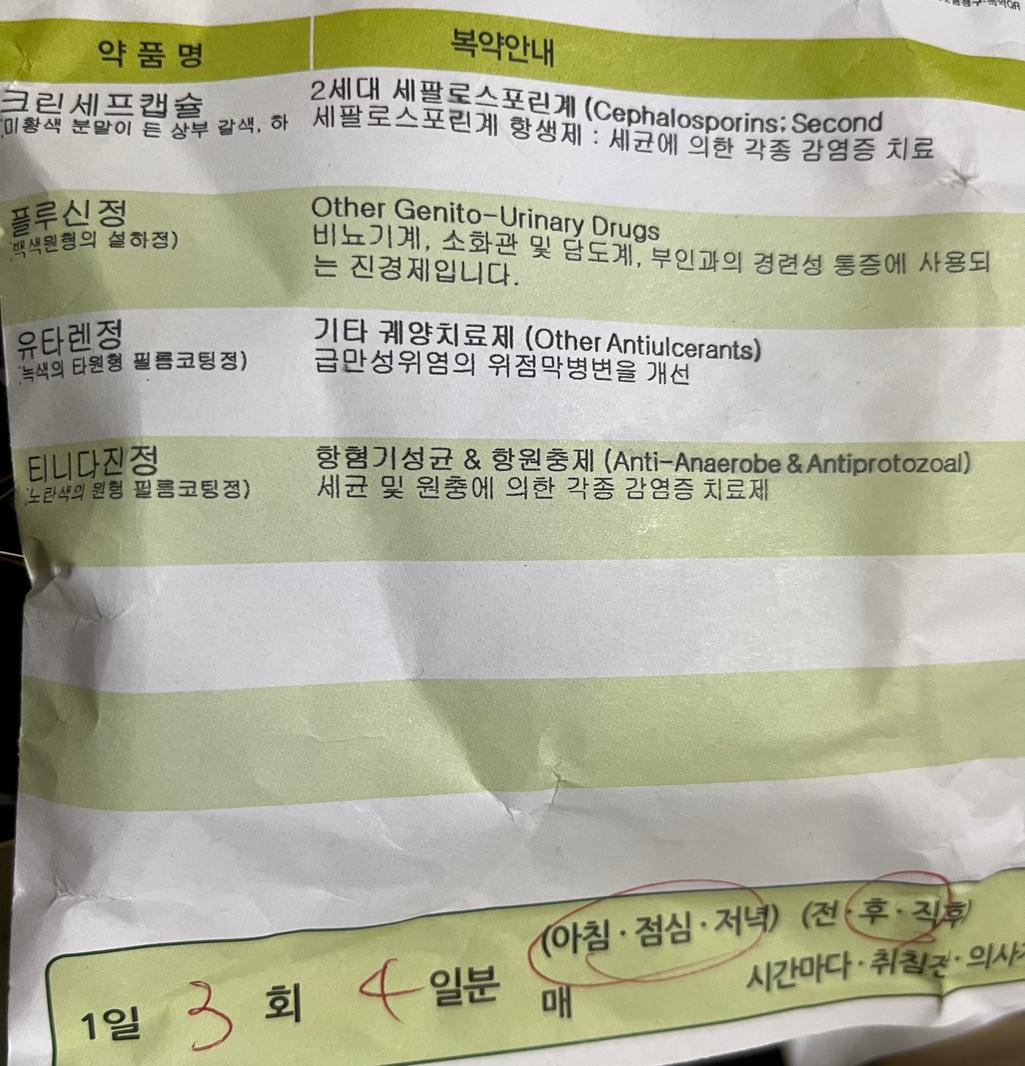 약 품 명 복약안내
크린세프캡슐 2세대 세팔로스포린계 (Cephalosporins; Second
미황색 분말이 든 상부 갈색, 하 세팔로스포린계 항생제 : 세균에 의한 각종 감염증 치료
플루신정 Other Genito-Urinary Drugs
(백색원형의 설하정) 비뇨기계, 소화관 및 담도계, 부인과의 경련성 통증에 사용되
는 진경제입니다.
유타렌정 기타 궤양치료제 (Other Antiulcerants)
녹색의 타원형 필름코팅정) 급만성위염의 위점막병변을 개선
티니다진정 항혐기성균 & 항원충제 (Anti-Anaerobe & Antiprotozoal)
노란색의 원형 필름코팅정) 세균 및 원충에 의한 각종 감염증 치료제
1일 3 회 4 일분 (아침·점심·저녁) (전·후·직후)
매 시간마다·취침전·의사